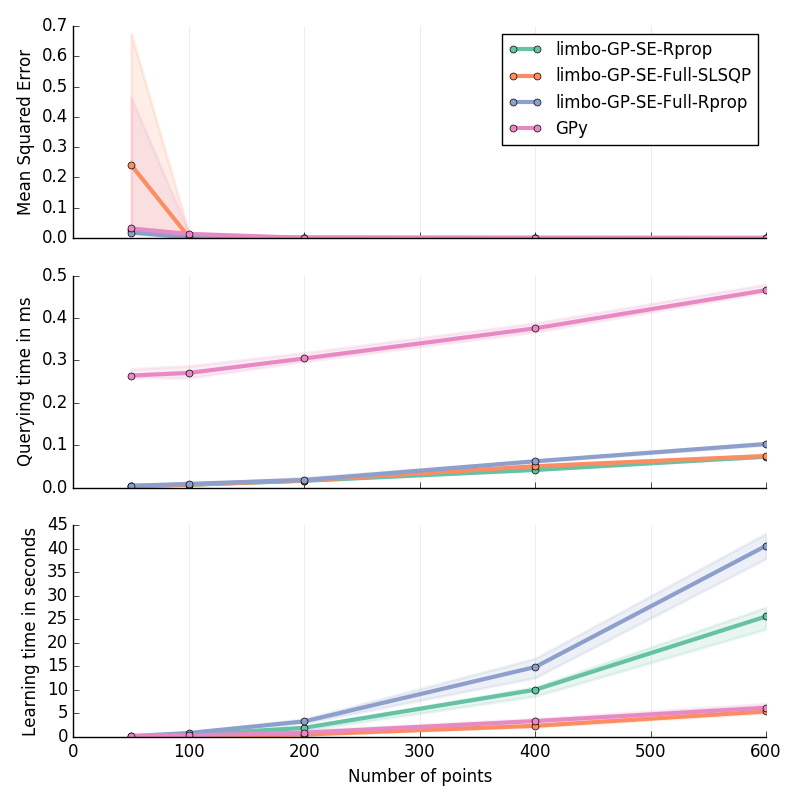 0.7
0.6
0.5
0.4
0.3
0.2
0.1
0.0
Mean Squared Error
limbo-GP-SE-Rprop
limbo-GP-SE-Full-SLSQP
limbo-GP-SE-Full-Rprop
GPy
0.5
0.4
0.3
0.2
0.1
0.0
Querying time in ms
45
40
35
30
25
20
15
10
5
0
Learning time in seconds
0 100 200 300 400 500 600
Number of points